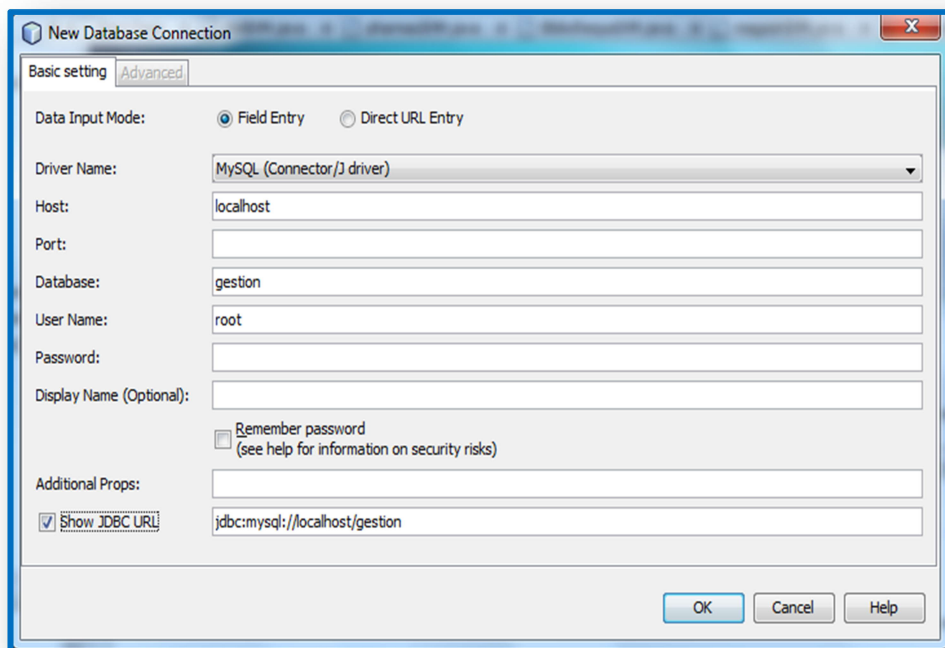 New Database Connection
Basic setting
Advanced
Data Input Mode:
Field Entry
Direct URL Entry
Driver Name:
MySQL (Connector/J driver)
Host:
localhost
Port:
Database:
gestion
User Name:
root
Password:
Display Name (Optional):
Remember password
(see help for information on security risks)
Additional Props:
Show JDBC URL
jdbc:mysql://localhost/gestion
OK
Cancel
Help